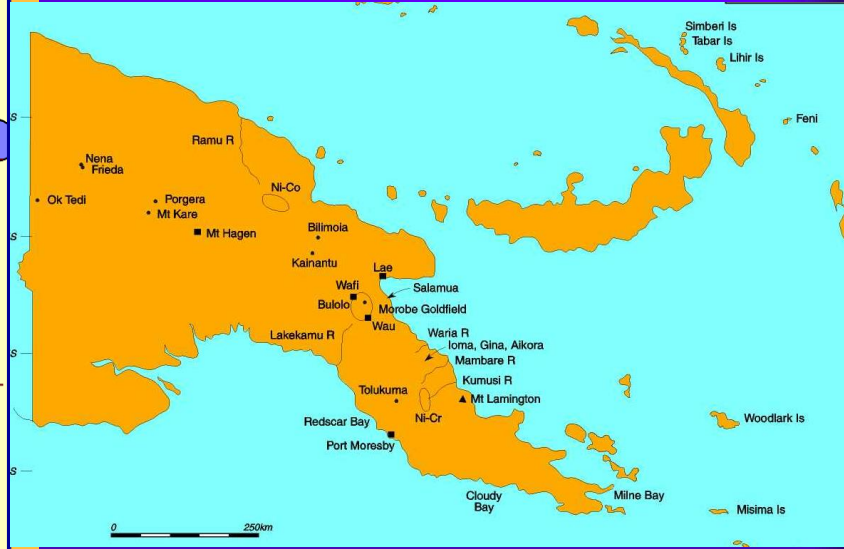 Simberi Is
Tabar Is
Lihir Is
S
Feni
Ramu R
Nena
Frieda
Ni-Co
Ok Tedi
Porgera
Mt Kare
Bilimoia
Mt Hagen
S
Kainantu
Lae
Wafi
Salamua
Bulolo
Morobe Goldfield
Wau
Waria R
Lakekamu R
Ioma, Gina, Aikora
S
Mambare R
Kumusi R
Tolukuma
Mt Lamington
Ni-Cr
Woodlark Is
Redscar Bay
Port Moresby
S
Cloudy
Bay
Milne Bay
Misima Is
0 250km